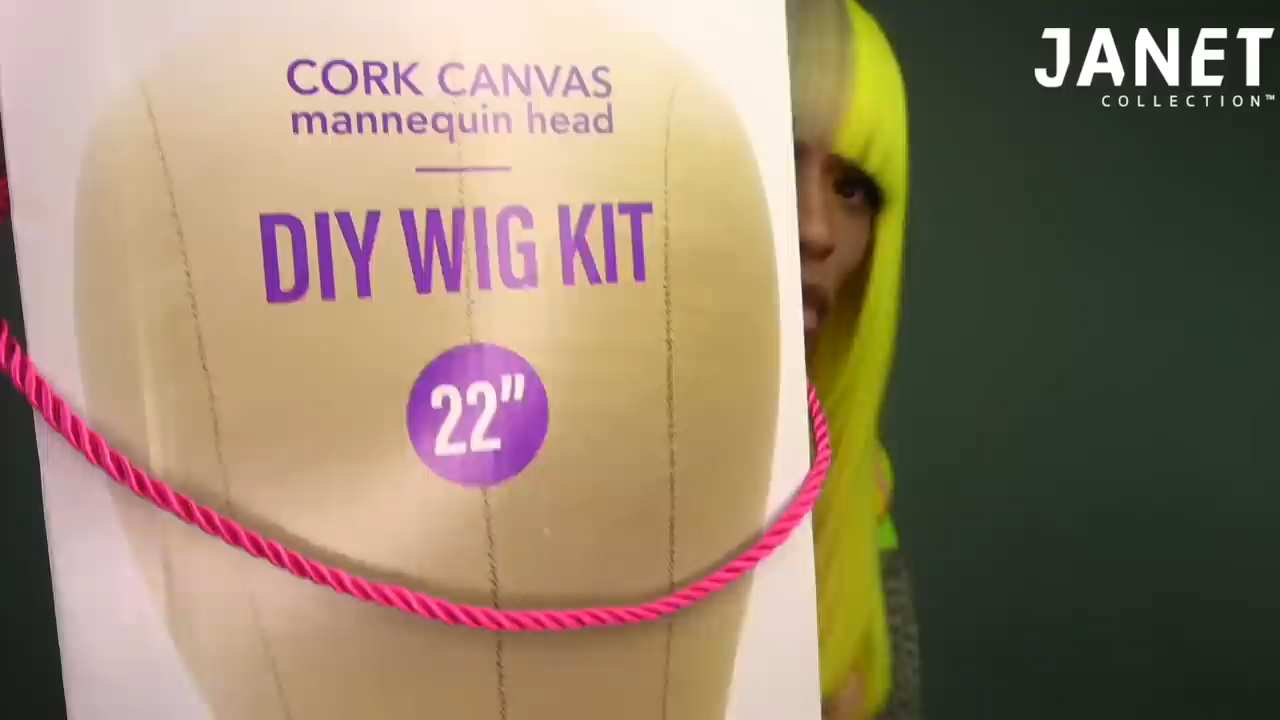 CORK CANVAS
mannequin head
DIY WIG KIT
22"
JANET
COLLECTION™